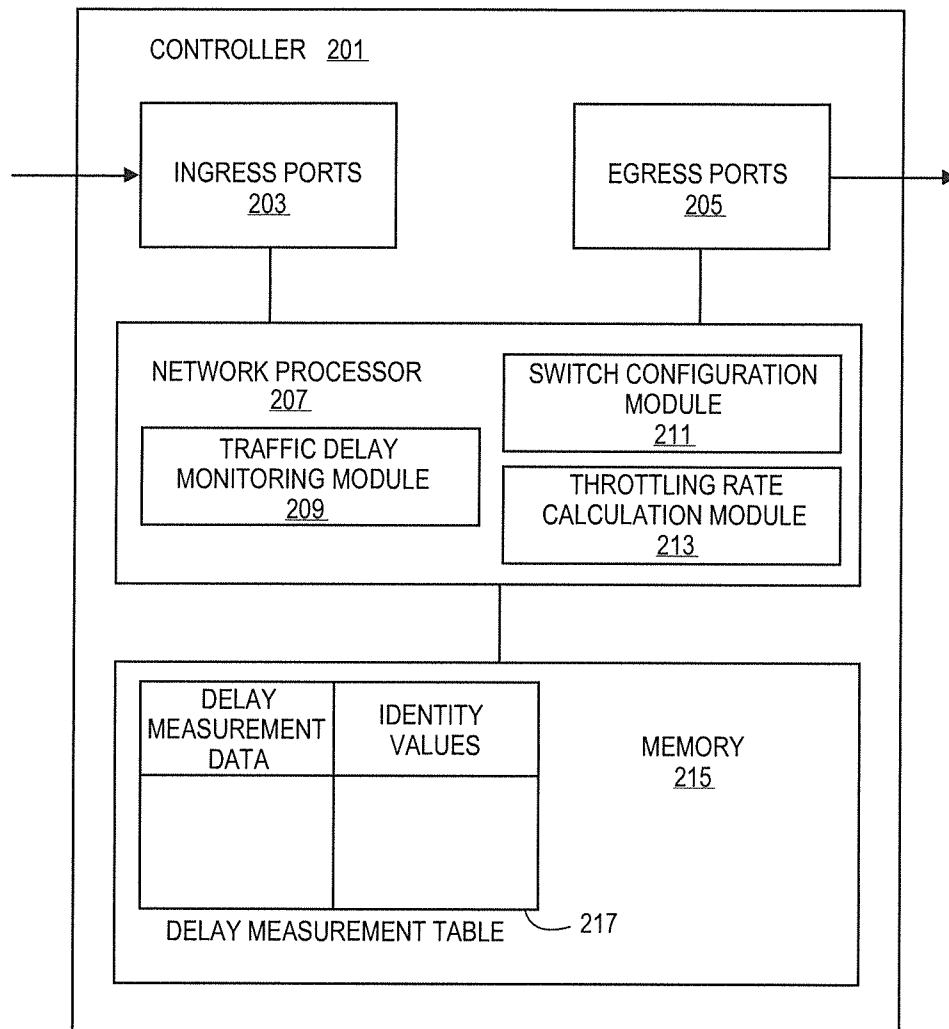 CONTROLLER 201
INGRESS PORTS
203
EGRESS PORTS
205
NETWORK PROCESSOR
207
TRAFFIC DELAY
MONITORING MODULE
209
SWITCH CONFIGURATION
MODULE
211
THROTTLING RATE
CALCULATION MODULE
213
DELAY
MEASUREMENT
DATA
IDENTITY
VALUES
MEMORY
215
217
DELAY MEASUREMENT TABLE